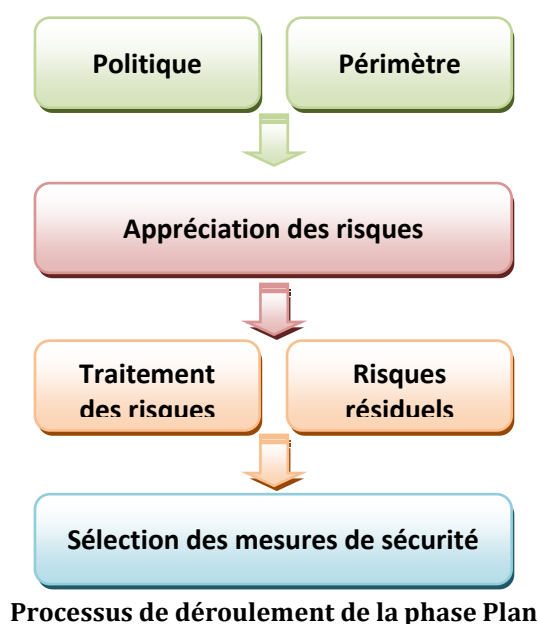 Politique
Périmètre
Appréciation des risques
Traitement
des risques
Risques
résiduels
Sélection des mesures de sécurité
Processus de déroulement de la phase Plan